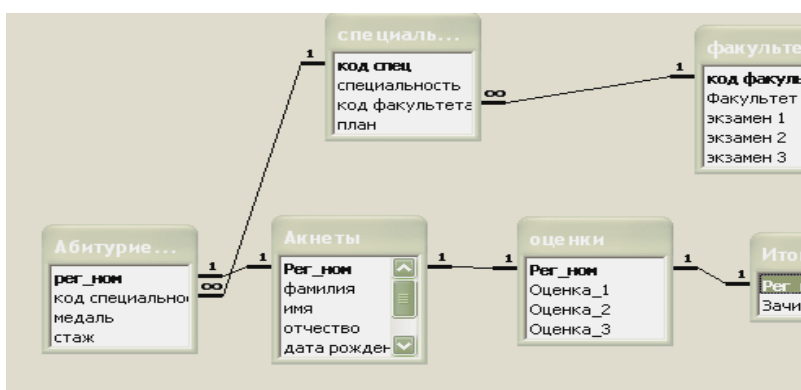 специаль...
код спец
специальность
код факультета
план
факульте
код факуль
Факультет
экзамен 1
экзамен 2
экзамен 3
Абитурие...
рег_ном
код специально
медаль
стаж
Акнеты
Рег_ном
фамилия
имя
отчество
дата рожден
оценки
Рег_ном
Оценка_1
Оценка_2
Оценка_3
Ито
Рег_
Зачи
1
∞
1
1
∞
1
1
1
1
1